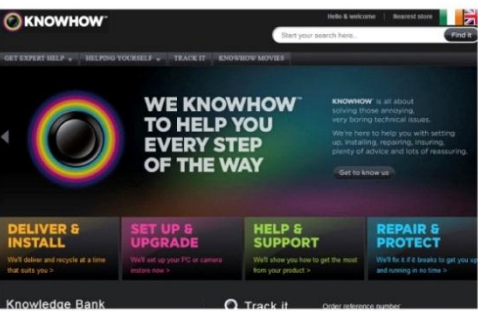 KNOWHOW™
Hello & welcome | Nearest store
Start your search here...
Find it
GET EXPERT HELP
HELPING YOURSELF
TRACK IT
KNOWHOW MOVIES
WE KNOWHOW™
TO HELP YOU
EVERY STEP
OF THE WAY
KNOWHOW™ is all about
solving those annoying,
very boring technical issues.
We're here to help you with setting
up, installing, repairing, insuring,
plenty of advice and lots of reassuring.
Get to know us
DELIVER &
INSTALL
We'll deliver and recycle at a time
that suits you >
SET UP &
UPGRADE
We'll set up your PC or camera
instore now >
HELP &
SUPPORT
We'll show you how to get the most
from your product >
REPAIR &
PROTECT
We'll fix it if it breaks to get you up
and running in no time >
Knowledge Bank
Track it
Order reference number